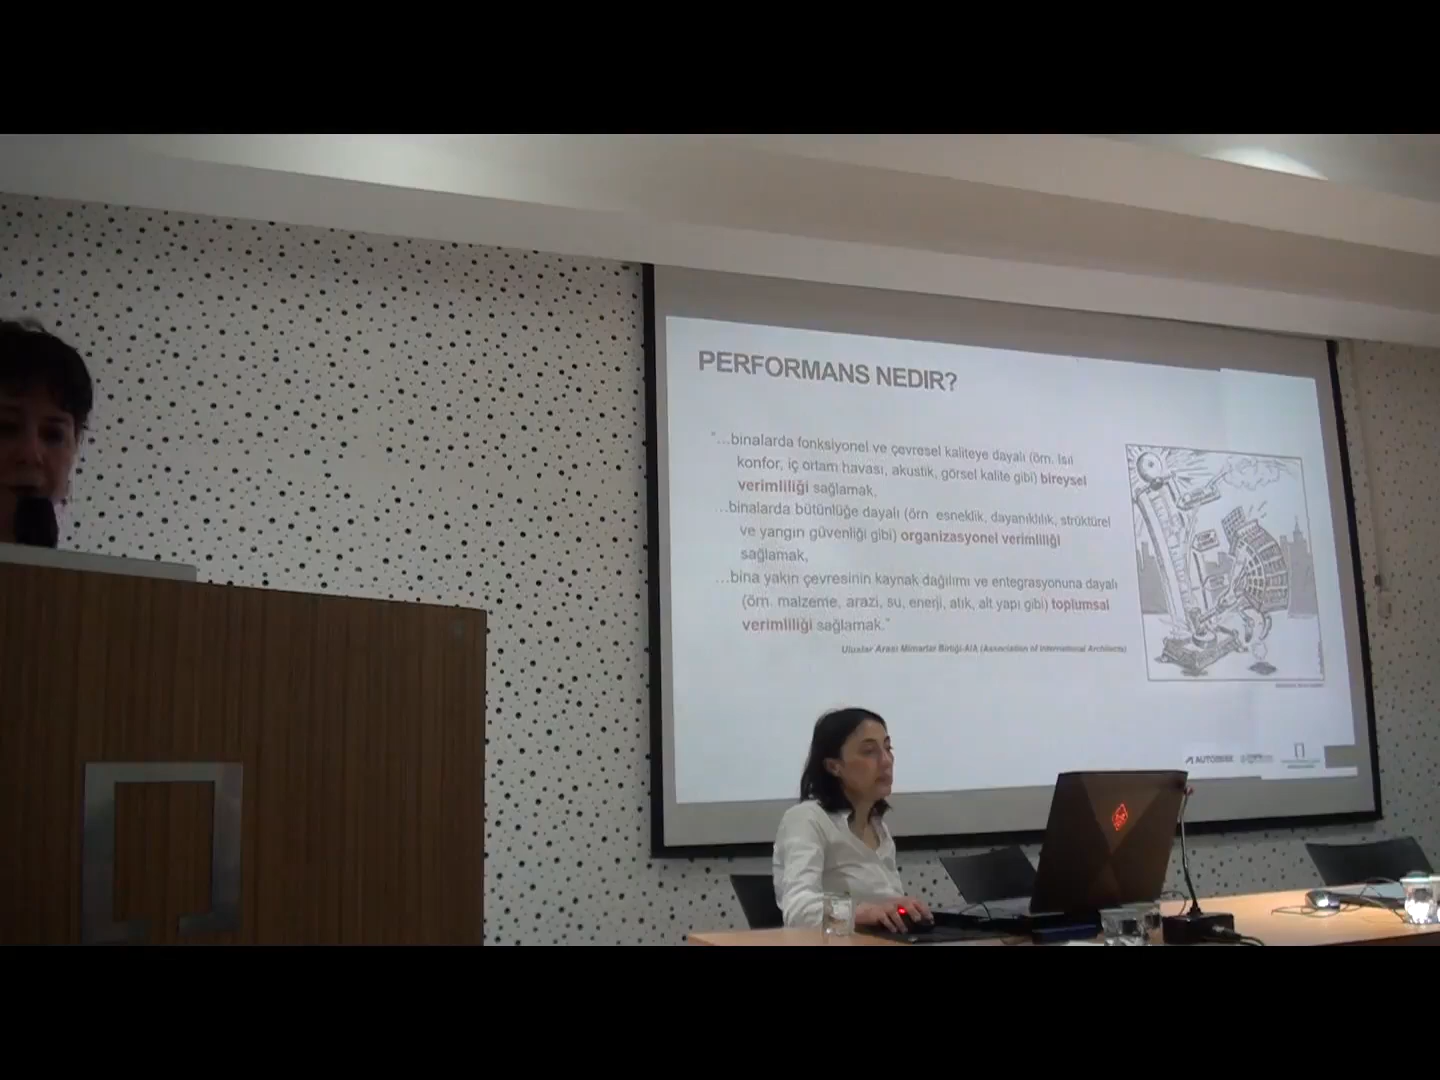 PERFORMANS NEDIR?
"…binalarda fonksiyonel ve çevresel kaliteye dayalı (örn. Isıl
konfor, iç ortam havası, akustik, görsel kalite gibi) bireysel
verimliliği sağlamak,
…binalarda bütünlüğe dayalı (örn. esneklik, dayanıklılık, strüktürel
ve yangın güvenliği gibi) organizasyonel verimliliği
sağlamak,
…bina yakın çevresinin kaynak dağılımı ve entegrasyonuna dayalı
(örn. malzeme, arazi, su, enerji, atık, alt yapı gibi) toplumsal
verimliliği sağlamak."
Uluslar Arası Mimarlar Birliği-AIA (Association of International Architects)
AUTODESK